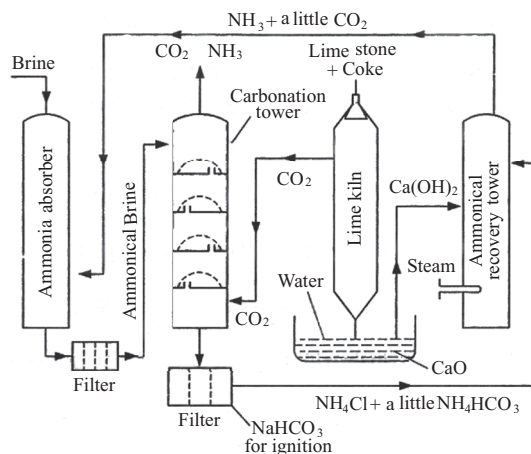 NH₃ + a little CO₂
CO₂
NH₃
Lime stone
+ Coke
Brine
Carbonation
tower
Ammonia absorber
Ammonical Brine
CO₂
Lime kiln
Ca(OH)₂
Ammonical
recovery tower
Steam
Water
CO₂
CaO
Filter
Filter
NH₄Cl + a little NH₄HCO₃
NaHCO₃
for ignition